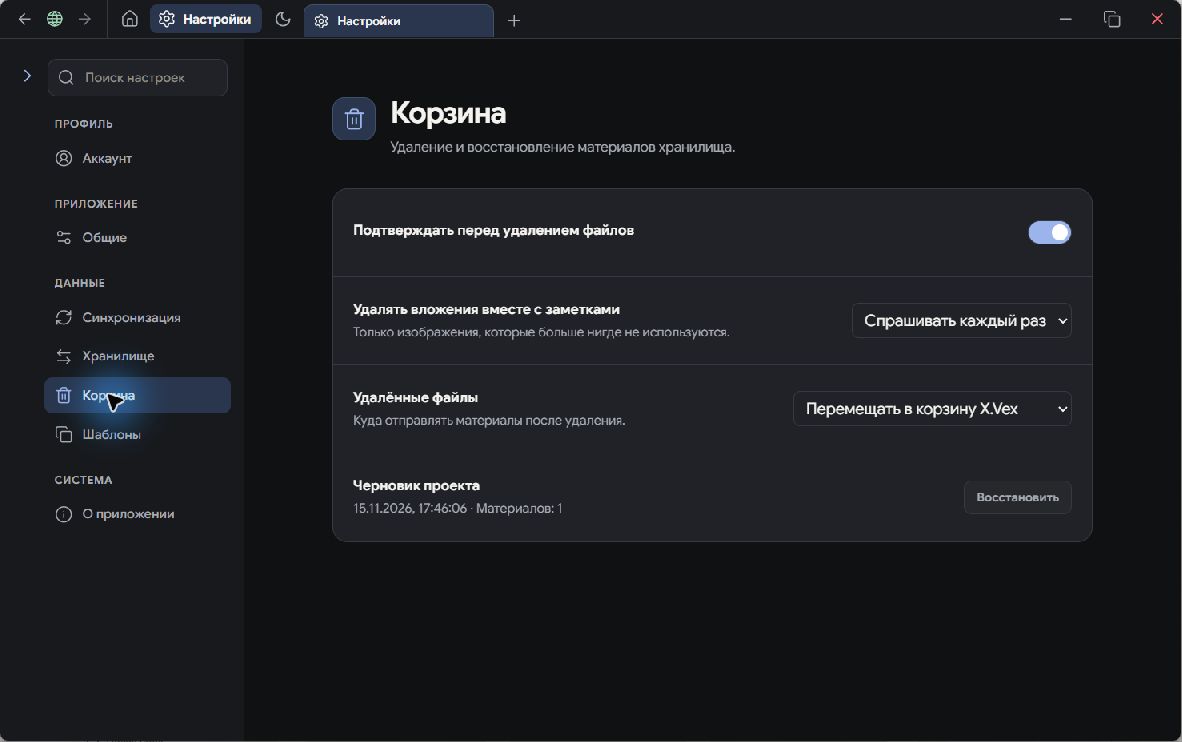 Настройки
Настройки
Поиск настроек
ПРОФИЛЬ
Аккаунт
ПРИЛОЖЕНИЕ
Общие
ДАННЫЕ
Синхронизация
Хранилище
Корзина
Шаблоны
СИСТЕМА
О приложении
Корзина
Удаление и восстановление материалов хранилища.
Подтверждать перед удалением файлов
Удалять вложения вместе с заметками
Только изображения, которые больше нигде не используются.
Спрашивать каждый раз
Удалённые файлы
Куда отправлять материалы после удаления.
Перемещать в корзину X.Vex
Черновик проекта
15.11.2026, 17:46:06 · Материалов: 1
Восстановить